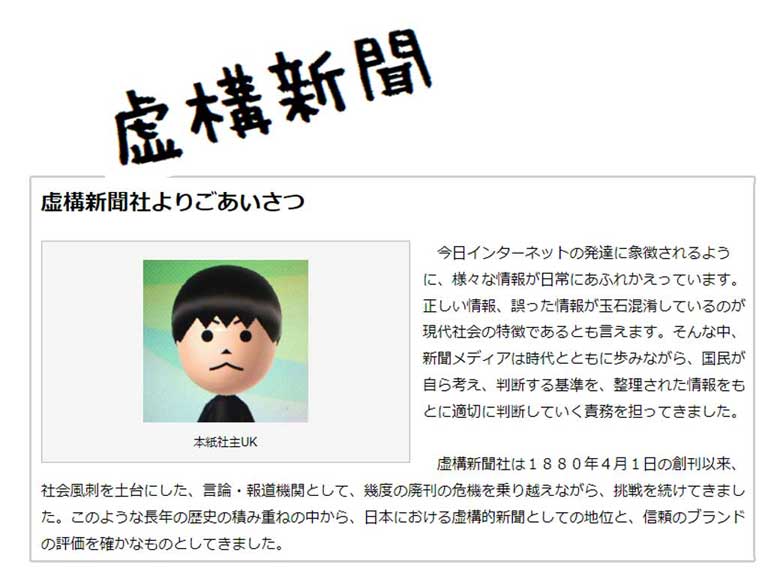 虚構新聞
虚構新聞社よりごあいさつ
今日インターネットの発達に象徴されるよう
に、様々な情報が日常にあふれかえっています。
正しい情報、誤った情報が玉石混淆しているのが
現代社会の特徴であるとも言えます。そんな中、
新聞メディアは時代とともに歩みながら、国民が
自ら考え、判断する基準を、整理された情報をも
とに適切に判断していく責務を担ってきました。
本紙社主UK
虚構新聞社は１８８０年４月１日の創刊以来、
社会風刺を土台にした、言論・報道機関として、幾度の廃刊の危機を乗り越えながら、挑戦を続けてきまし
た。このような長年の歴史の積み重ねの中から、日本における虚構的新聞としての地位と、信頼のブランド
の評価を確かなものとしてきました。